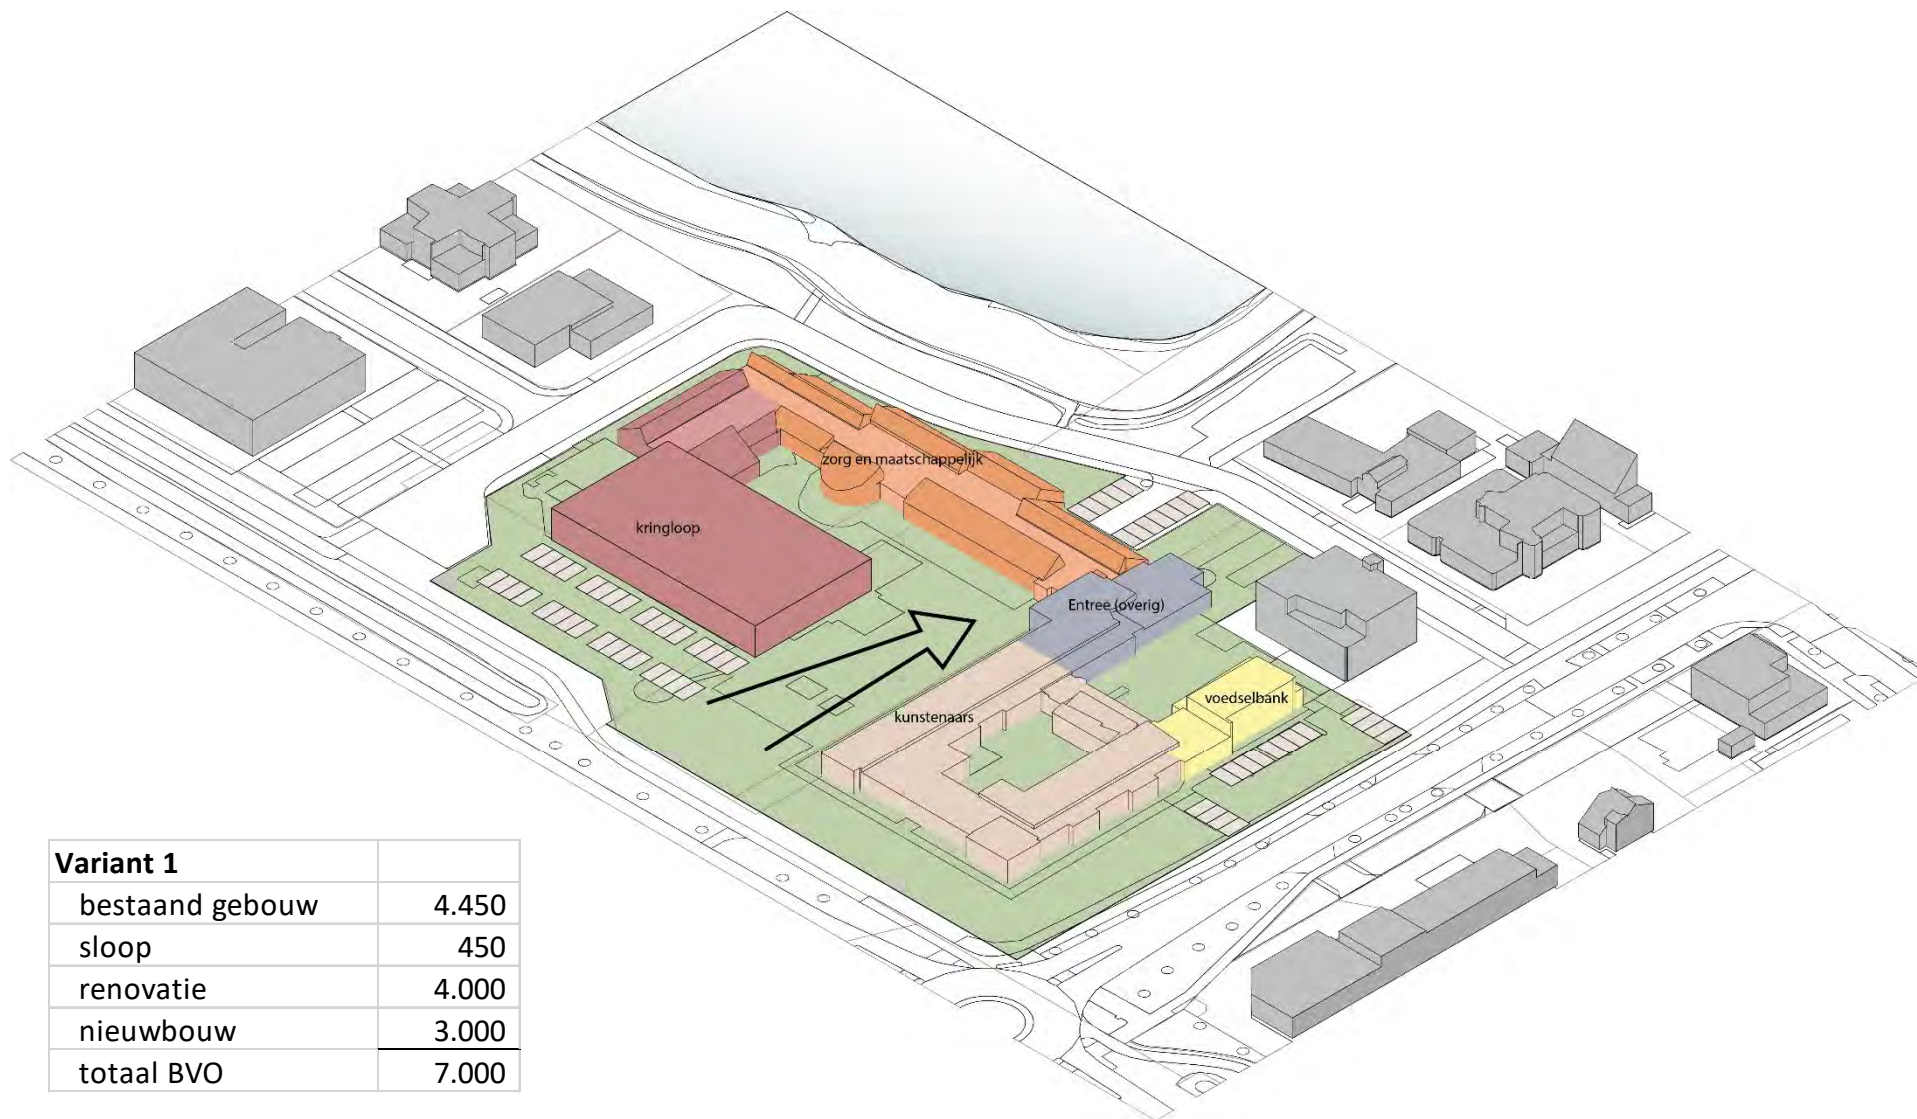 zorg en maatschappelijk
kringloop
Entree (overig)
voedselbank
kunstenaars
Variant 1
bestaand gebouw 4.450
sloop 450
renovatie 4.000
nieuwbouw 3.000
totaal BVO 7.000